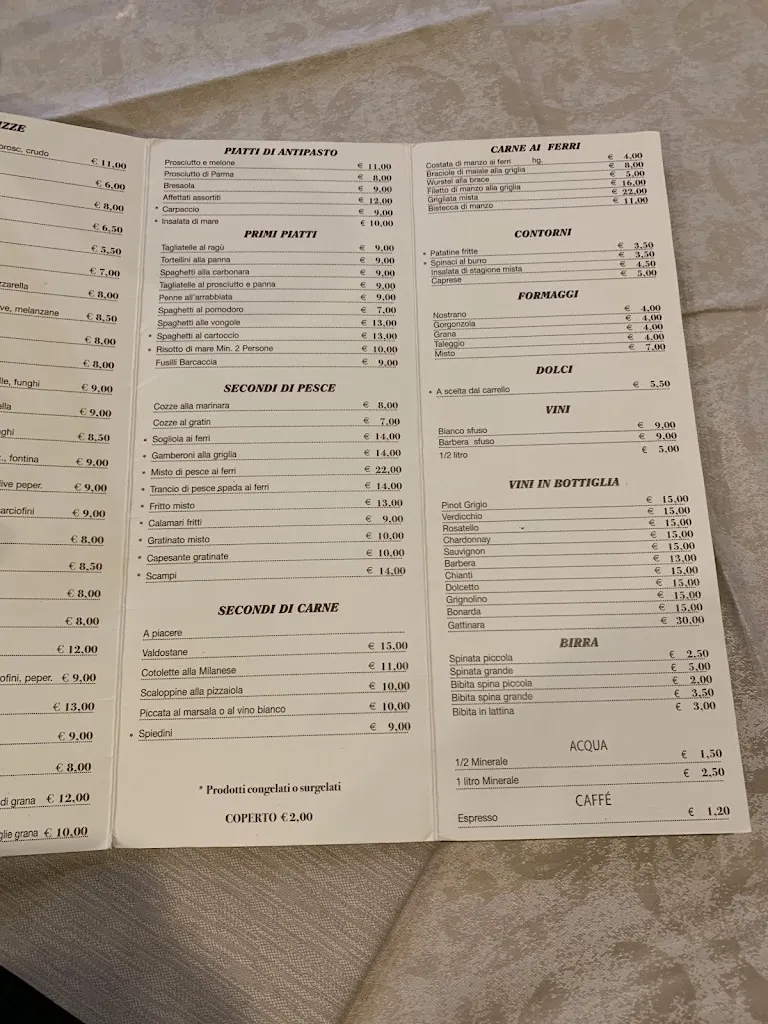 ZZE
prosc. crudo
€ 11,00
€ 6,00
€ 8,00
€ 6,50
€ 5,50
€ 7,00
zzarella
€ 8,00
ve, melanzane € 8,50
€ 8,00
€ 8,00
lle, funghi € 9,00
ella € 9,00
ghi € 8,50
., fontina € 9,00
live peper. € 9,00
arciofini € 9,00
€ 8,00
€ 8,50
€ 8,00
€ 8,00
€ 12,00
ofini, peper. € 9,00
€ 13,00
€ 9,00
€ 8,00
di grana € 12,00
glie grana € 10,00
PIATTI DI ANTIPASTO
Prosciutto e melone € 11,00
Prosciutto di Parma € 8,00
Bresaola € 9,00
Affettati assortiti € 12,00
* Carpaccio € 9,00
* Insalata di mare € 10,00
PRIMI PIATTI
Tagliatelle al ragù € 9,00
Tortellini alla panna € 9,00
Spaghetti alla carbonara € 9,00
Tagliatelle al prosciutto e panna € 9,00
Penne all'arrabbiata € 9,00
Spaghetti al pomodoro € 7,00
Spaghetti alle vongole € 13,00
* Spaghetti al cartoccio € 13,00
* Risotto di mare Min. 2 Persone € 10,00
Fusilli Barcaccia € 9,00
SECONDI DI PESCE
Cozze alla marinara € 8,00
Cozze al gratin € 7,00
* Sogliola ai ferri € 14,00
* Gamberoni alla griglia € 14,00
* Misto di pesce ai ferri € 22,00
* Trancio di pesce spada ai ferri € 14,00
* Fritto misto € 13,00
* Calamari fritti € 9,00
* Gratinato misto € 10,00
* Capesante gratinate € 10,00
* Scampi € 14,00
SECONDI DI CARNE
A piacere
Valdostane € 15,00
Cotolette alla Milanese € 11,00
Scaloppine alla pizzaiola € 10,00
Piccata al marsala o al vino bianco € 10,00
* Spiedini € 9,00
* Prodotti congelati o surgelati
COPERTO € 2,00
CARNE AI FERRI
Costata di manzo ai ferri hg. € 4,00
Braciole di maiale alla griglia € 8,00
Wurstel alla brace € 5,00
Filetto di manzo alla griglia € 16,00
Grigliata mista € 22,00
Bistecca di manzo € 11,00
CONTORNI
* Patatine fritte € 3,50
* Spinaci al burro € 3,50
Insalata di stagione mista € 4,50
Caprese € 5,00
FORMAGGI
Nostrano € 4,00
Gorgonzola € 4,00
Grana € 4,00
Taleggio € 4,00
Misto € 7,00
DOLCI
* A scelta dal carrello € 5,50
VINI
Bianco sfuso € 9,00
Barbera sfuso € 9,00
1/2 litro € 5,00
VINI IN BOTTIGLIA
Pinot Grigio € 15,00
Verdicchio € 15,00
Rosatello € 15,00
Chardonnay € 15,00
Sauvignon € 15,00
Barbera € 13,00
Chianti € 15,00
Dolcetto € 15,00
Grignolino € 15,00
Bonarda € 15,00
Gattinara € 30,00
BIRRA
Spinata piccola € 2,50
Spinata grande € 5,00
Bibita spina piccola € 2,00
Bibita spina grande € 3,50
Bibita in lattina € 3,00
ACQUA
1/2 Minerale € 1,50
1 litro Minerale € 2,50
CAFFÉ
Espresso € 1,20